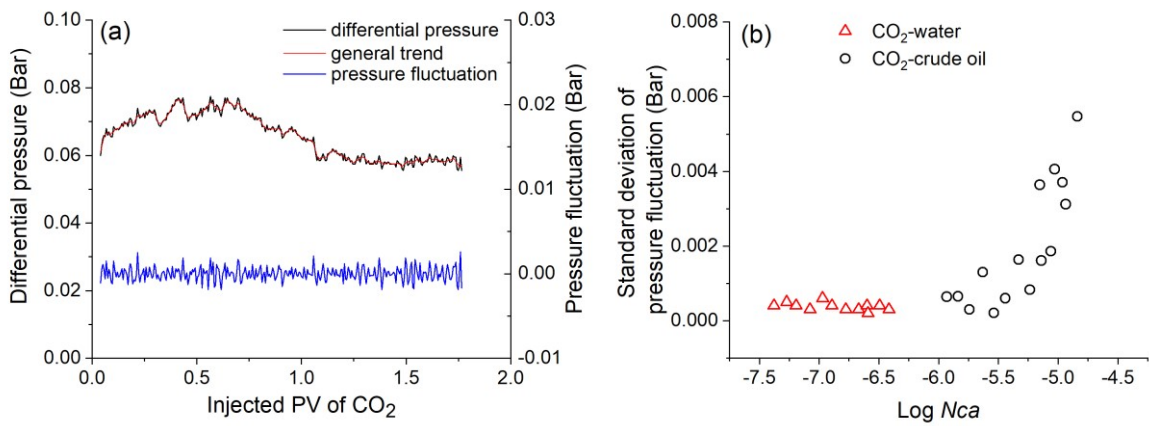 (a)
differential pressure
general trend
pressure fluctuation
Differential pressure (Bar)
0.10
0.08
0.06
0.04
0.02
0.00
0.03
0.02
0.01
0.00
-0.01
Pressure fluctuation (Bar)
0.0
0.5
1.0
1.5
2.0
Injected PV of CO₂
(b)
CO₂-water
CO₂-crude oil
Standard deviation of
pressure fluctuation (Bar)
0.008
0.006
0.004
0.002
0.000
-7.5
-7.0
-6.5
-6.0
-5.5
-5.0
-4.5
Log Nca